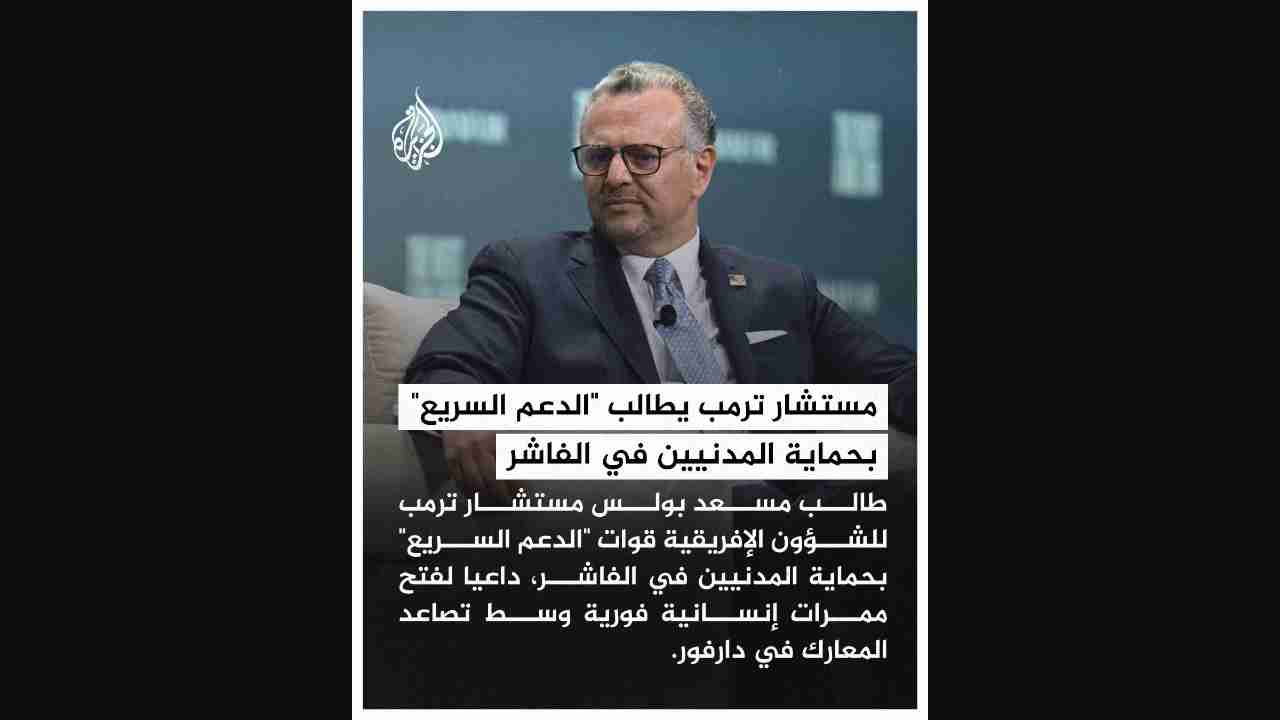 الجزيرة
مستشار ترمب يطالب "الدعم السريع"
بحماية المدنيين في الفاشر
طالب مسعد بولس مستشار ترمب
للشؤون الإفريقية قوات "الدعم السريع"
بحماية المدنيين في الفاشر، داعيا لفتح
ممرات إنسانية فورية وسط تصاعد
المعارك في دارفور.